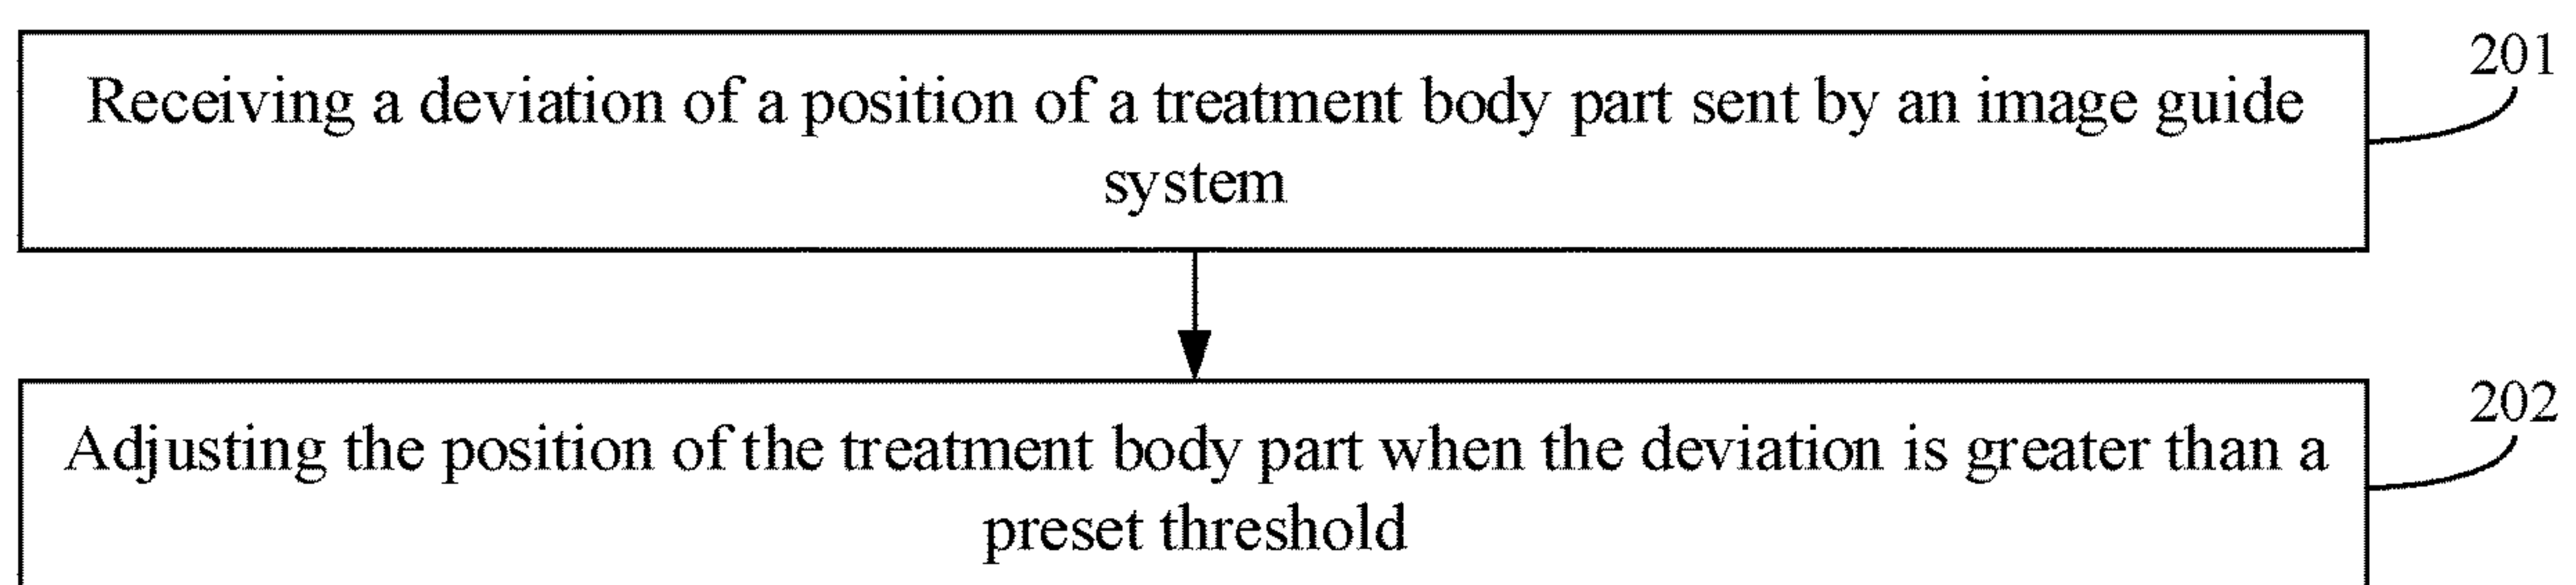 Receiving a deviation of a position of a treatment body part sent by an image guide
system
201
Adjusting the position of the treatment body part when the deviation is greater than a
preset threshold
202